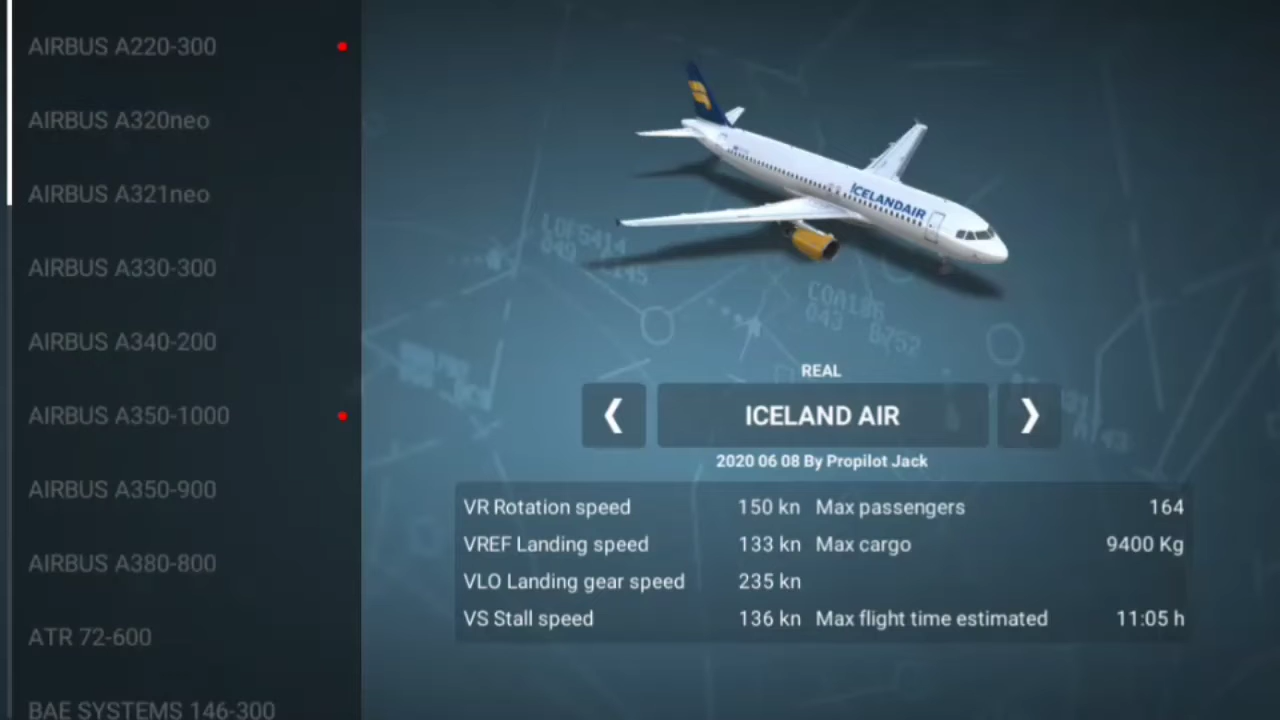 AIRBUS A220-300
AIRBUS A320neo
AIRBUS A321neo
AIRBUS A330-300
AIRBUS A340-200
AIRBUS A350-1000
AIRBUS A350-900
AIRBUS A380-800
ATR 72-600
BAE SYSTEMS 146-300
ICELANDAIR
COA186
043 B752
REAL
❮ ICELAND AIR ❯
2020 06 08 By Propilot Jack
VR Rotation speed 150 kn Max passengers 164
VREF Landing speed 133 kn Max cargo 9400 Kg
VLO Landing gear speed 235 kn
VS Stall speed 136 kn Max flight time estimated 11:05 h